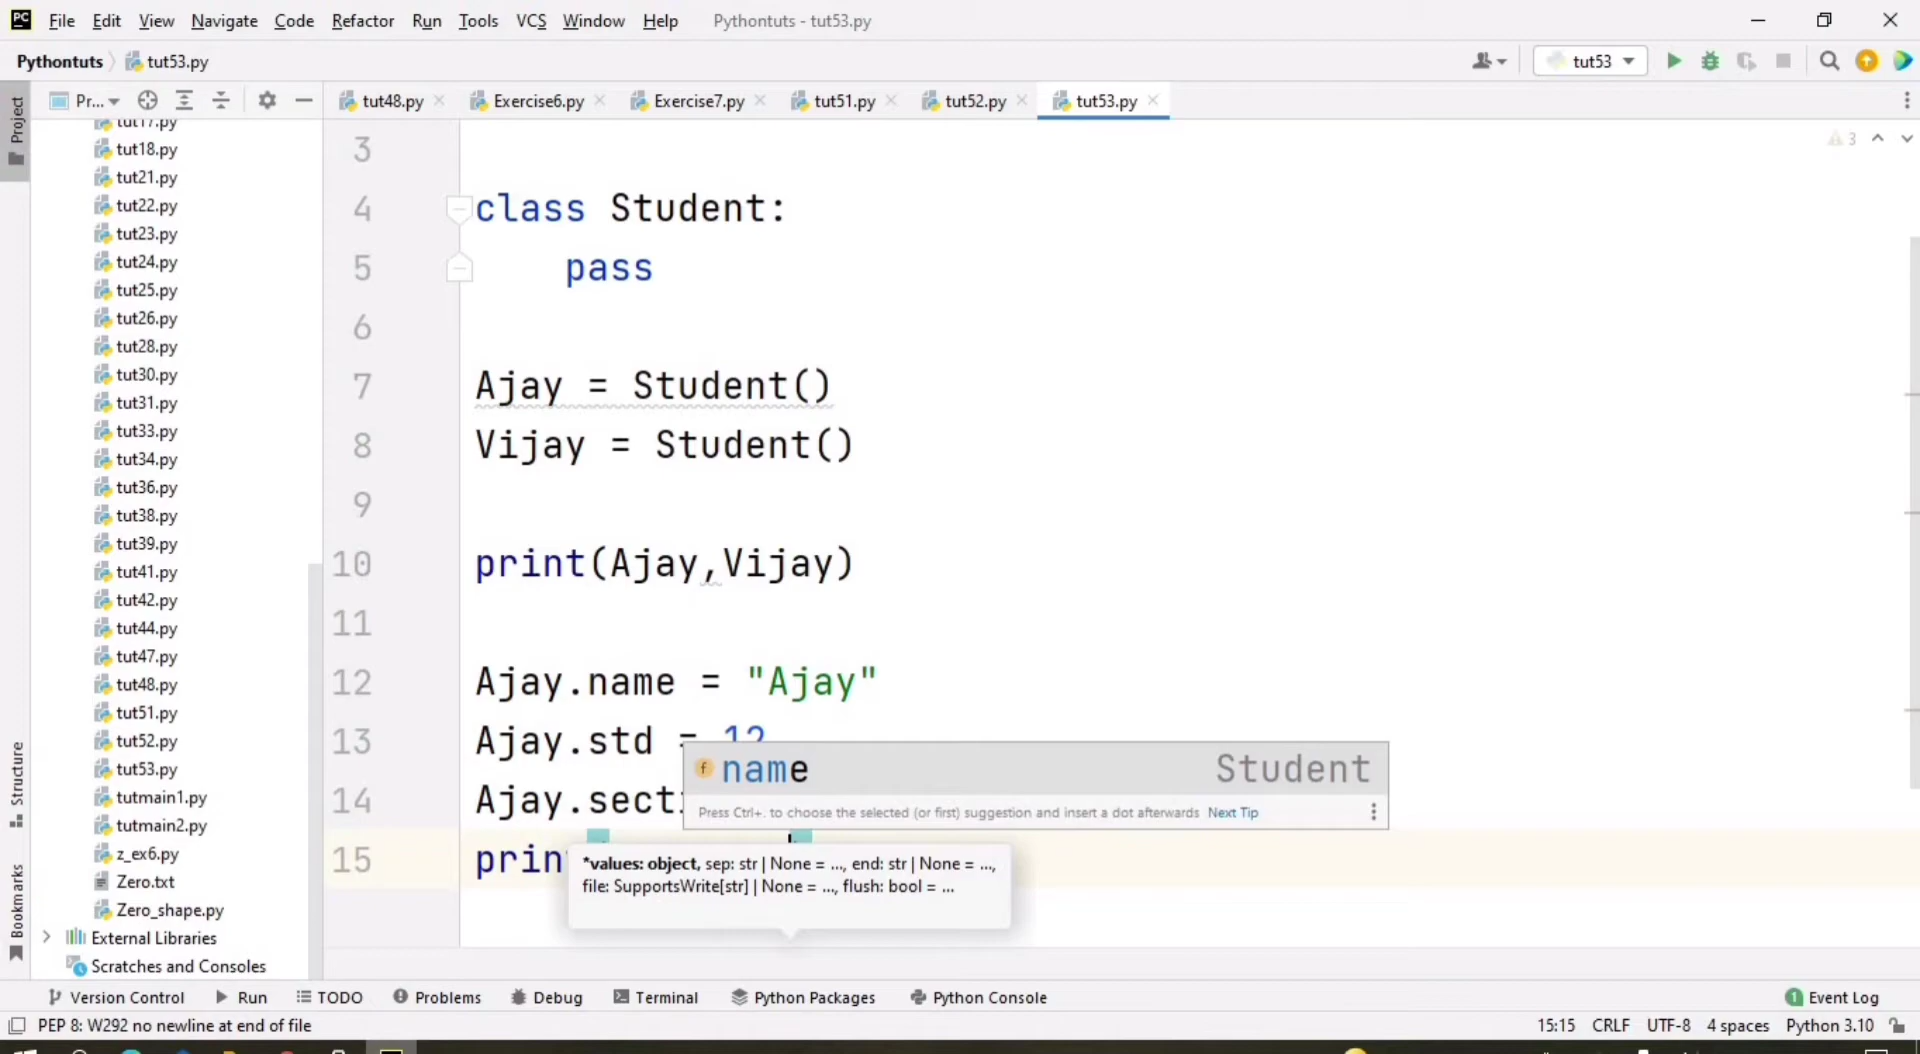 PC File Edit View Navigate Code Refactor Run Tools VCS Window Help Pythontuts - tut53.py
Pythontuts tut53.py tut53
Project Pr... tut48.py Exercise6.py Exercise7.py tut51.py tut52.py tut53.py
tut17.py
tut18.py
tut21.py
tut22.py
tut23.py
tut24.py
tut25.py
tut26.py
tut28.py
tut30.py
tut31.py
tut33.py
tut34.py
tut36.py
tut38.py
tut39.py
tut41.py
tut42.py
tut44.py
tut47.py
tut48.py
tut51.py
tut52.py
tut53.py
tutmain1.py
tutmain2.py
z_ex6.py
Zero.txt
Zero_shape.py
External Libraries
Scratches and Consoles
Structure
Bookmarks
3
3
4 class Student:
5 pass
6
7 Ajay = Student()
8 Vijay = Student()
9
10 print(Ajay,Vijay)
11
12 Ajay.name = "Ajay"
13 Ajay.std = 12
f name Student
14 Ajay.secti
Press Ctrl+. to choose the selected (or first) suggestion and insert a dot afterwards Next Tip
15 print
*values: object, sep: str | None = ..., end: str | None = ...,
file: SupportsWrite[str] | None = ..., flush: bool = ...
Version Control Run TODO Problems Debug Terminal Python Packages Python Console 1 Event Log
PEP 8: W292 no newline at end of file 15:15 CRLF UTF-8 4 spaces Python 3.10